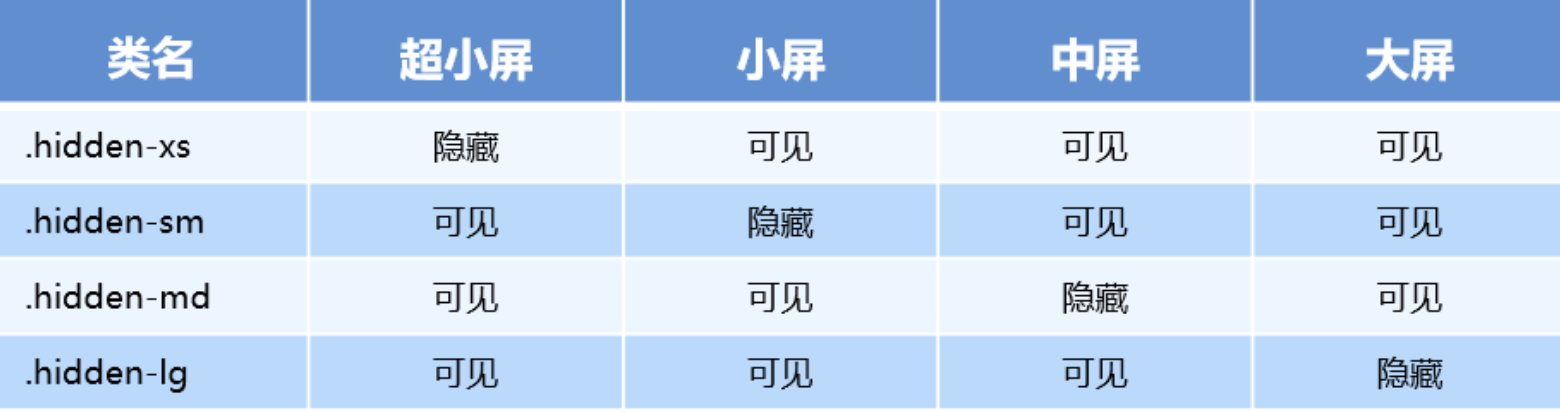 类名 超小屏 小屏 中屏 大屏
.hidden-xs 隐藏 可见 可见 可见
.hidden-sm 可见 隐藏 可见 可见
.hidden-md 可见 可见 隐藏 可见
.hidden-lg 可见 可见 可见 隐藏